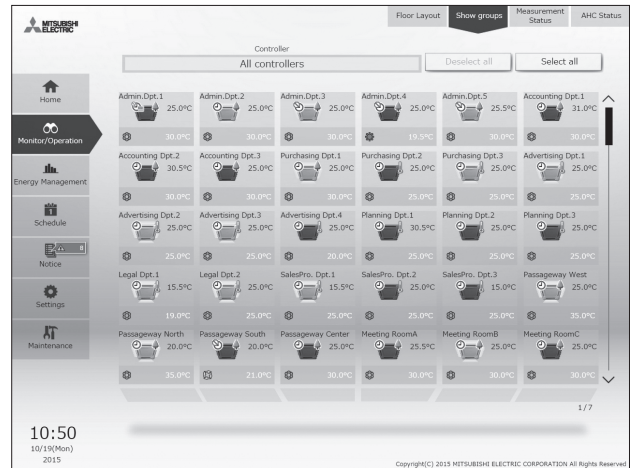 MITSUBISHI
ELECTRIC
Floor Layout
Show groups
Measurement
Status
AHC Status
Controller
All controllers
Deselect all
Select all
Home
Monitor/Operation
Energy Management
Schedule
Notice
8
Settings
Maintenance
Admin.Dpt.1 Admin.Dpt.2 Admin.Dpt.3 Admin.Dpt.4 Admin.Dpt.5 Accounting Dpt.1
25.0°C 25.0°C 25.0°C 25.0°C 25.5°C 31.0°C
30.0°C 30.0°C 30.0°C 19.5°C 30.0°C 30.0°C
Accounting Dpt.2 Accounting Dpt.3 Purchasing Dpt.1 Purchasing Dpt.2 Purchasing Dpt.3 Advertising Dpt.1
30.5°C 25.0°C 25.0°C 25.0°C 25.0°C 25.0°C
30.0°C 30.0°C 30.0°C 25.0°C 25.0°C 25.0°C
Advertising Dpt.2 Advertising Dpt.3 Advertising Dpt.4 Planning Dpt.1 Planning Dpt.2 Planning Dpt.3
25.0°C 25.0°C 25.0°C 30.5°C 25.0°C 25.0°C
25.0°C 25.0°C 20.0°C 25.0°C 25.0°C 25.0°C
Legal Dpt.1 Legal Dpt.2 SalesPro. Dpt.1 SalesPro. Dpt.2 SalesPro. Dpt.3 Passageway West
15.5°C 25.0°C 15.5°C 25.0°C 15.0°C 25.0°C
19.0°C 25.0°C 25.0°C 25.0°C 25.0°C 35.0°C
Passageway North Passageway South Passageway Center Meeting RoomA Meeting RoomB Meeting RoomC
20.0°C 20.0°C 25.0°C 25.5°C 25.0°C 25.0°C
35.0°C 21.0°C 30.0°C 30.0°C 30.0°C 30.0°C
1/7
10:50
10/19(Mon)
2015
Copyright(C) 2015 MITSUBISHI ELECTRIC CORPORATION All Rights Reserved